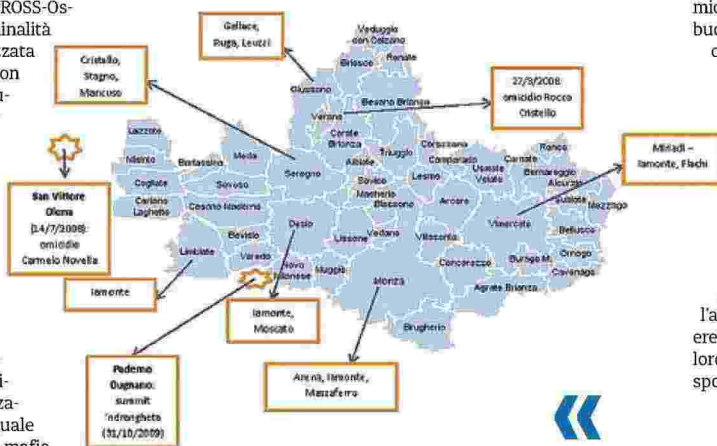 ROSS-Os-
inalità
zzata
on
u-
mic
bud
c
Gallace,
Ruga, Leuzzi
Cristallo,
Stagno,
Mancuso
27/3/2008:
omicidio Rocco
Cristello
Miriadi –
Iamonte, Flachi
San Vittore
Olona
(14/7/2008):
omicidio
Carmelo Novella
Iamonte
Iamonte,
Moscato
Arena, Iamonte,
Mazzaferro
Paderno
Dugnano:
summit
'ndrangheta
(31/10/2009)
Veduggio
con Colzano
Renate
Briosco
Giussano
Besana Brianza
Verano
Carate
Brianza
Triuggio
Correzzana
Camparada
Albiate
Lesmo
Usmate
Velate
Carnate
Ronco
Bernareggio
Aicurzio
Sulbiate
Mezzago
Bellusco
Vimercate
Arcore
Sovico
Macherio
Biassono
Lissone
Vedano
Villasanta
Concorezzo
Burago M.
Ornago
Cavenago
Agrate Brianza
Monza
Brugherio
Muggiò
Nova
Milanese
Desio
Seregno
Lazzate
Misinto
Barlassina
Meda
Cogliate
Seveso
Ceriano
Laghetto
Cesano Maderno
Bovisio
Limbiate
Varedo
i-
za-
uale
mafie
l'a
ere
lore
spo